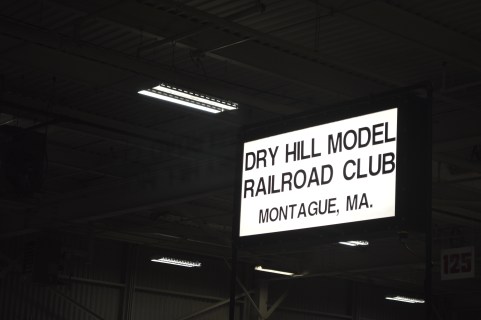 DRY HILL MODEL
RAILROAD CLUB
MONTAGUE, MA.
125